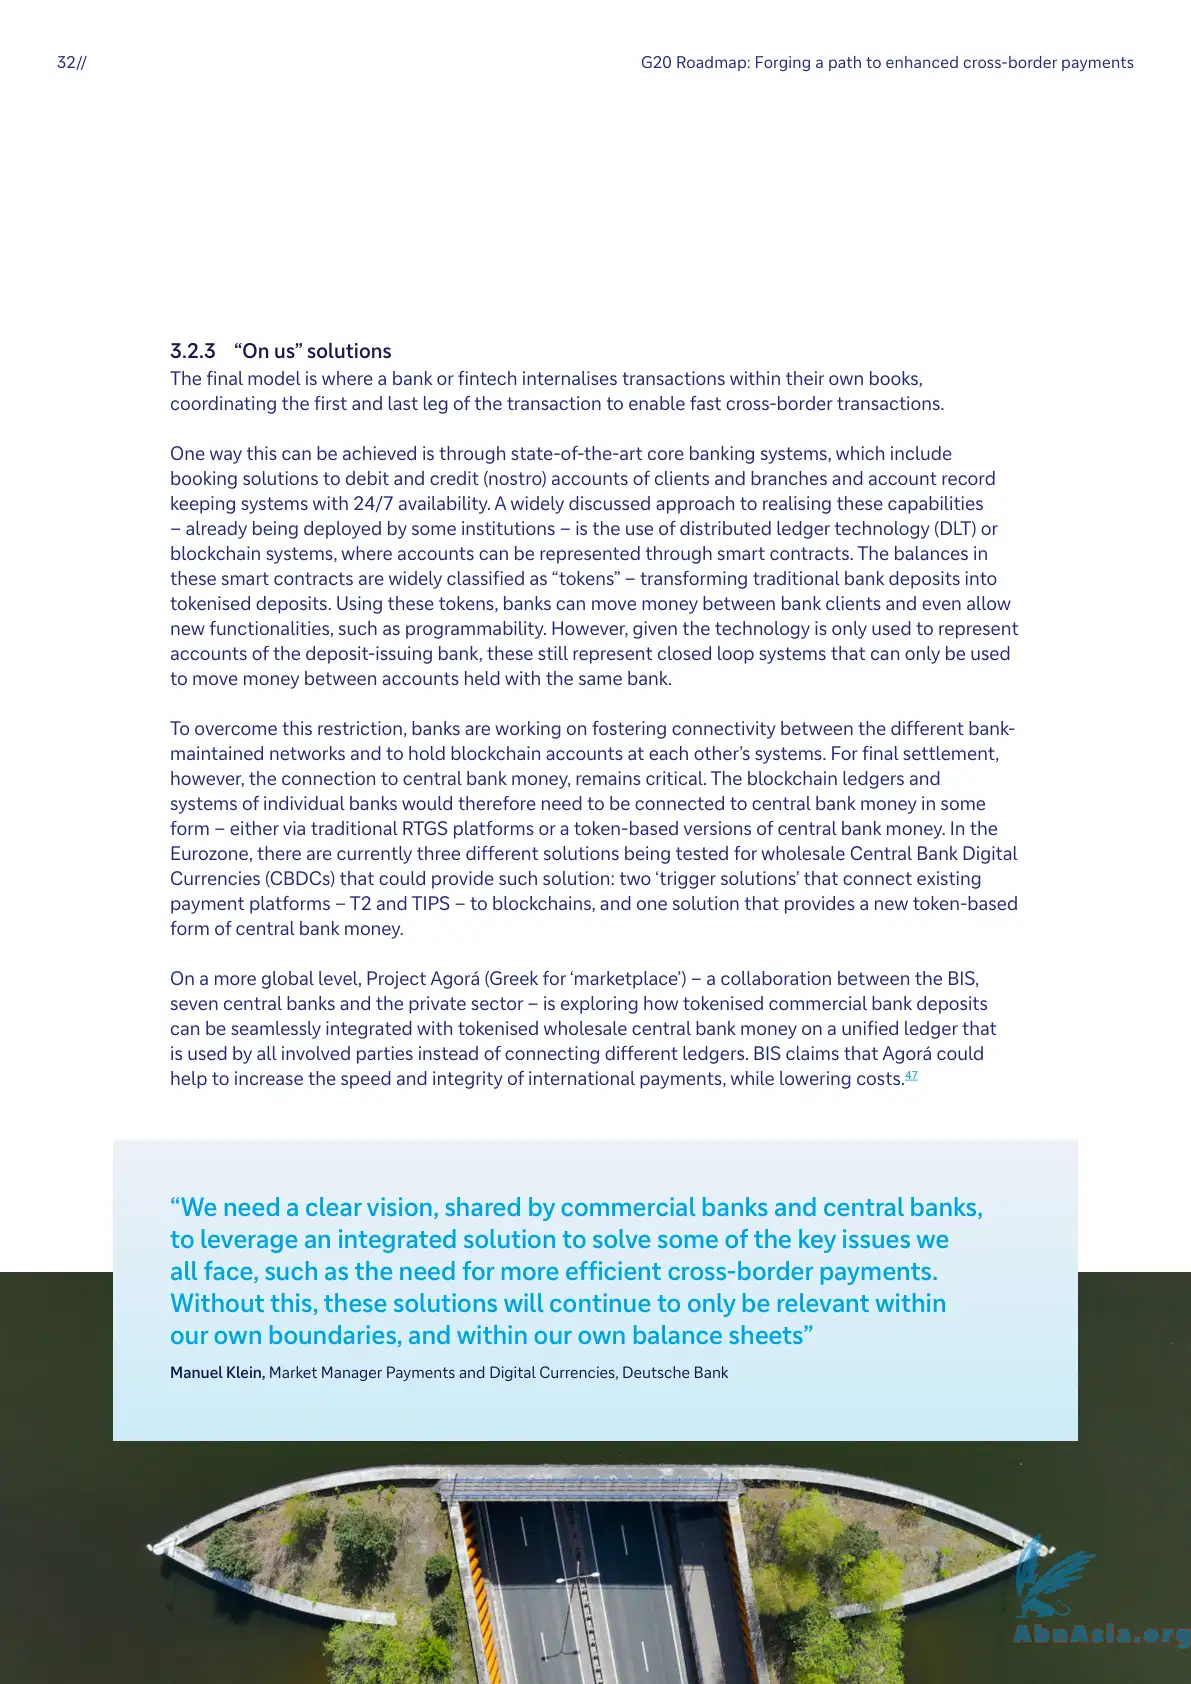 32//
G20 Roadmap: Forging a path to enhanced cross-border payments
3.2.3 “On us” solutions
The final model is where a bank or fintech internalises transactions within their own books,
coordinating the first and last leg of the transaction to enable fast cross-border transactions.
One way this can be achieved is through state-of-the-art core banking systems, which include
booking solutions to debit and credit (nostro) accounts of clients and branches and account record
keeping systems with 24/7 availability. A widely discussed approach to realising these capabilities
– already being deployed by some institutions – is the use of distributed ledger technology (DLT) or
blockchain systems, where accounts can be represented through smart contracts. The balances in
these smart contracts are widely classified as “tokens” – transforming traditional bank deposits into
tokenised deposits. Using these tokens, banks can move money between bank clients and even allow
new functionalities, such as programmability. However, given the technology is only used to represent
accounts of the deposit-issuing bank, these still represent closed loop systems that can only be used
to move money between accounts held with the same bank.
To overcome this restriction, banks are working on fostering connectivity between the different bank-
maintained networks and to hold blockchain accounts at each other’s systems. For final settlement,
however, the connection to central bank money, remains critical. The blockchain ledgers and
systems of individual banks would therefore need to be connected to central bank money in some
form – either via traditional RTGS platforms or a token-based versions of central bank money. In the
Eurozone, there are currently three different solutions being tested for wholesale Central Bank Digital
Currencies (CBDCs) that could provide such solution: two ‘trigger solutions’ that connect existing
payment platforms – T2 and TIPS – to blockchains, and one solution that provides a new token-based
form of central bank money.
On a more global level, Project Agorá (Greek for ‘marketplace’) – a collaboration between the BIS,
seven central banks and the private sector – is exploring how tokenised commercial bank deposits
can be seamlessly integrated with tokenised wholesale central bank money on a unified ledger that
is used by all involved parties instead of connecting different ledgers. BIS claims that Agorá could
help to increase the speed and integrity of international payments, while lowering costs.47
“We need a clear vision, shared by commercial banks and central banks,
to leverage an integrated solution to solve some of the key issues we
all face, such as the need for more efficient cross-border payments.
Without this, these solutions will continue to only be relevant within
our own boundaries, and within our own balance sheets”
Manuel Klein, Market Manager Payments and Digital Currencies, Deutsche Bank
AbnAsia.org